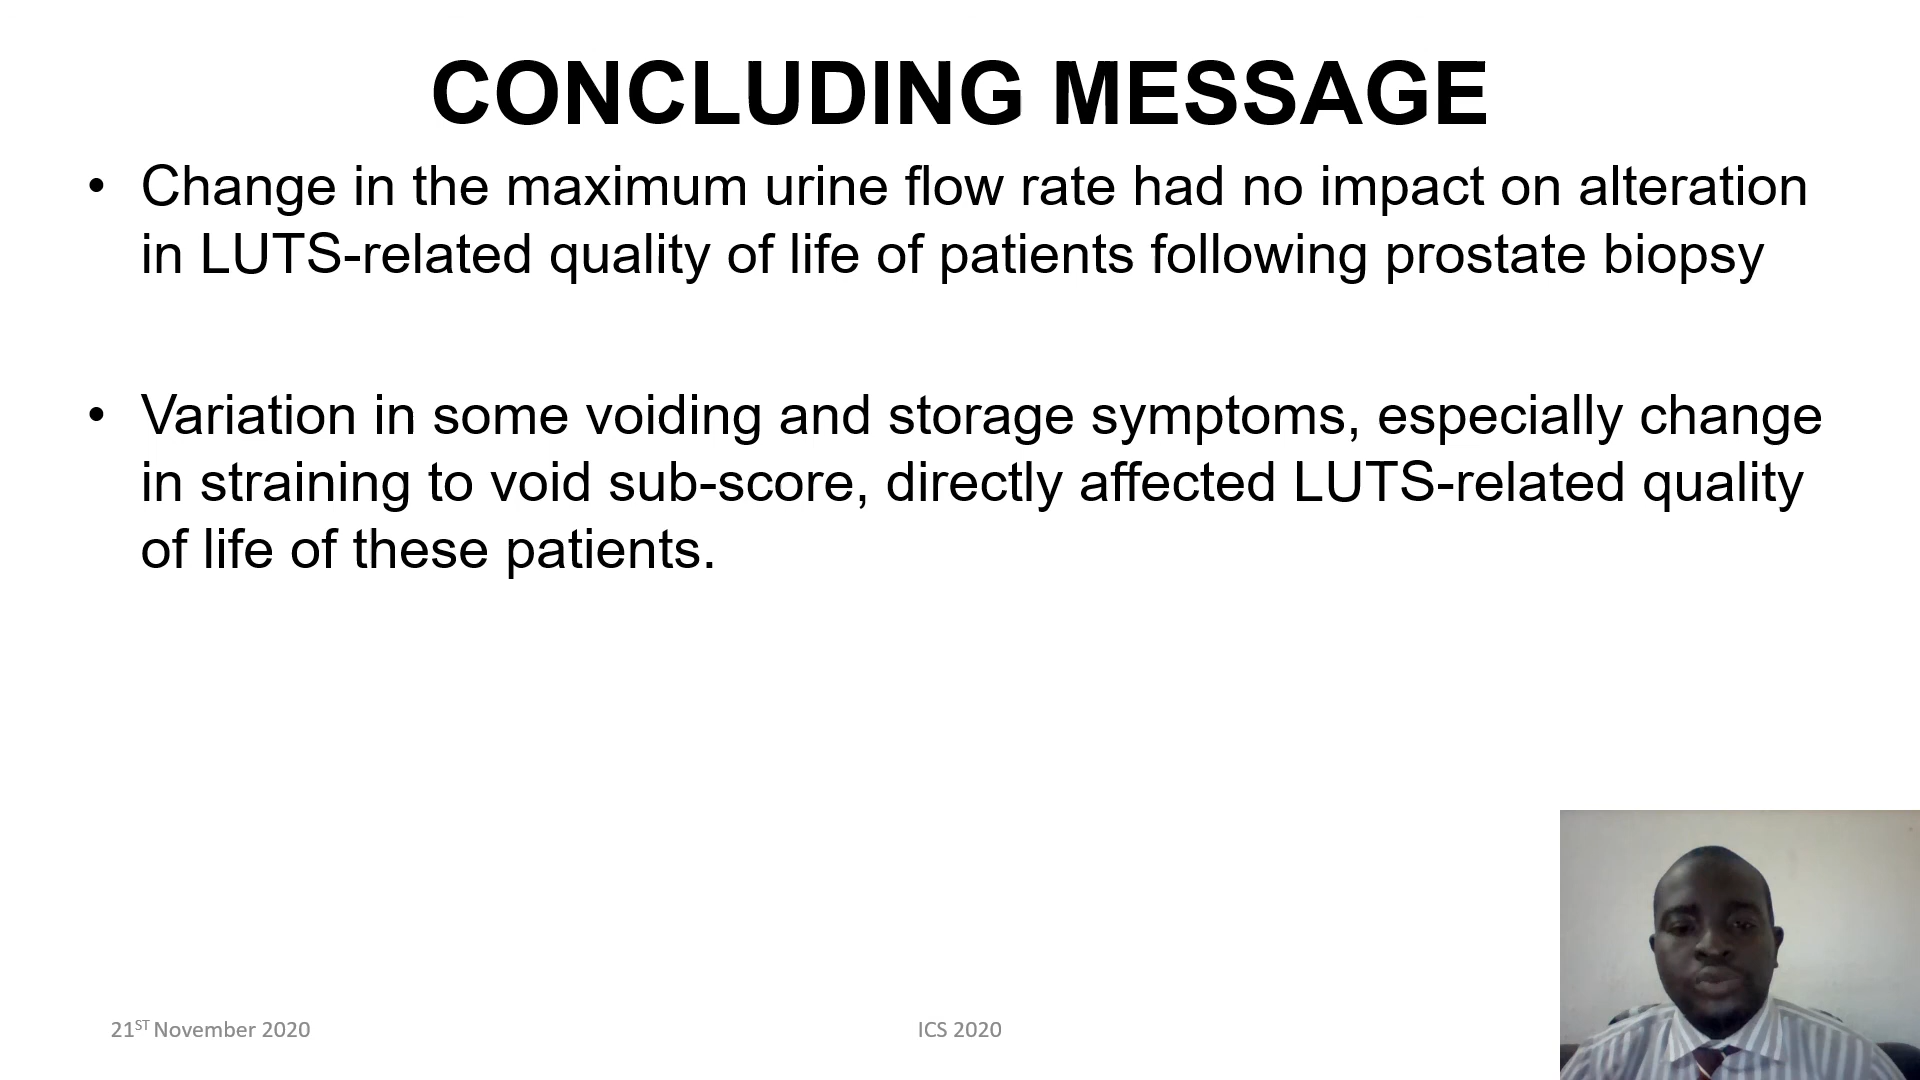 CONCLUDING MESSAGE
• Change in the maximum urine flow rate had no impact on alteration
in LUTS-related quality of life of patients following prostate biopsy
• Variation in some voiding and storage symptoms, especially change
in straining to void sub-score, directly affected LUTS-related quality
of life of these patients.
21ST November 2020
ICS 2020